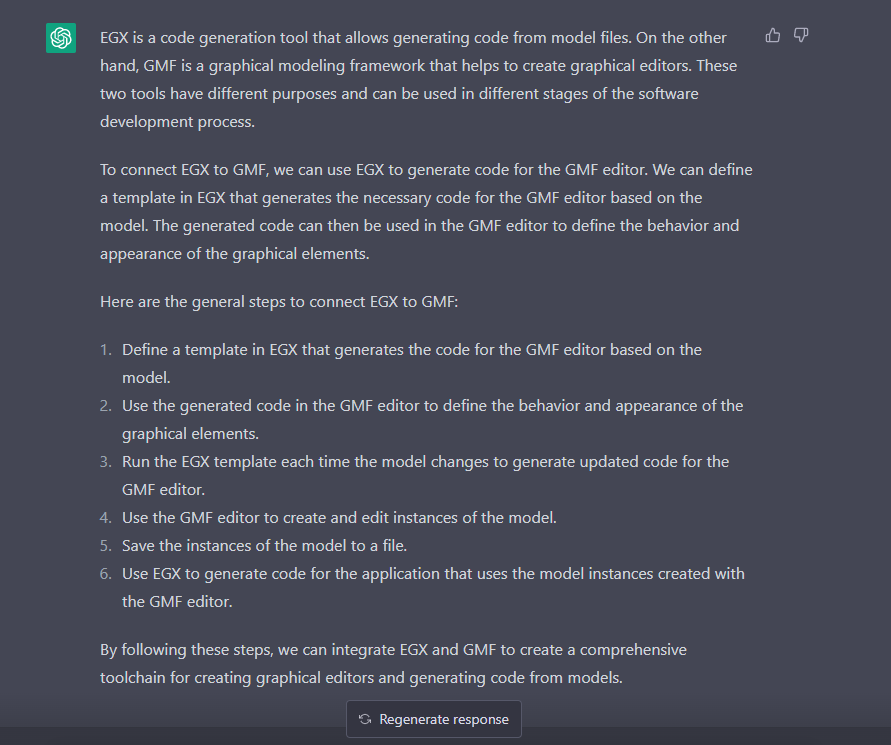 EGX is a code generation tool that allows generating code from model files. On the other
hand, GMF is a graphical modeling framework that helps to create graphical editors. These
two tools have different purposes and can be used in different stages of the software
development process.
To connect EGX to GMF, we can use EGX to generate code for the GMF editor. We can define
a template in EGX that generates the necessary code for the GMF editor based on the
model. The generated code can then be used in the GMF editor to define the behavior and
appearance of the graphical elements.
Here are the general steps to connect EGX to GMF:
1. Define a template in EGX that generates the code for the GMF editor based on the
model.
2. Use the generated code in the GMF editor to define the behavior and appearance of the
graphical elements.
3. Run the EGX template each time the model changes to generate updated code for the
GMF editor.
4. Use the GMF editor to create and edit instances of the model.
5. Save the instances of the model to a file.
6. Use EGX to generate code for the application that uses the model instances created with
the GMF editor.
By following these steps, we can integrate EGX and GMF to create a comprehensive
toolchain for creating graphical editors and generating code from models.
Regenerate response